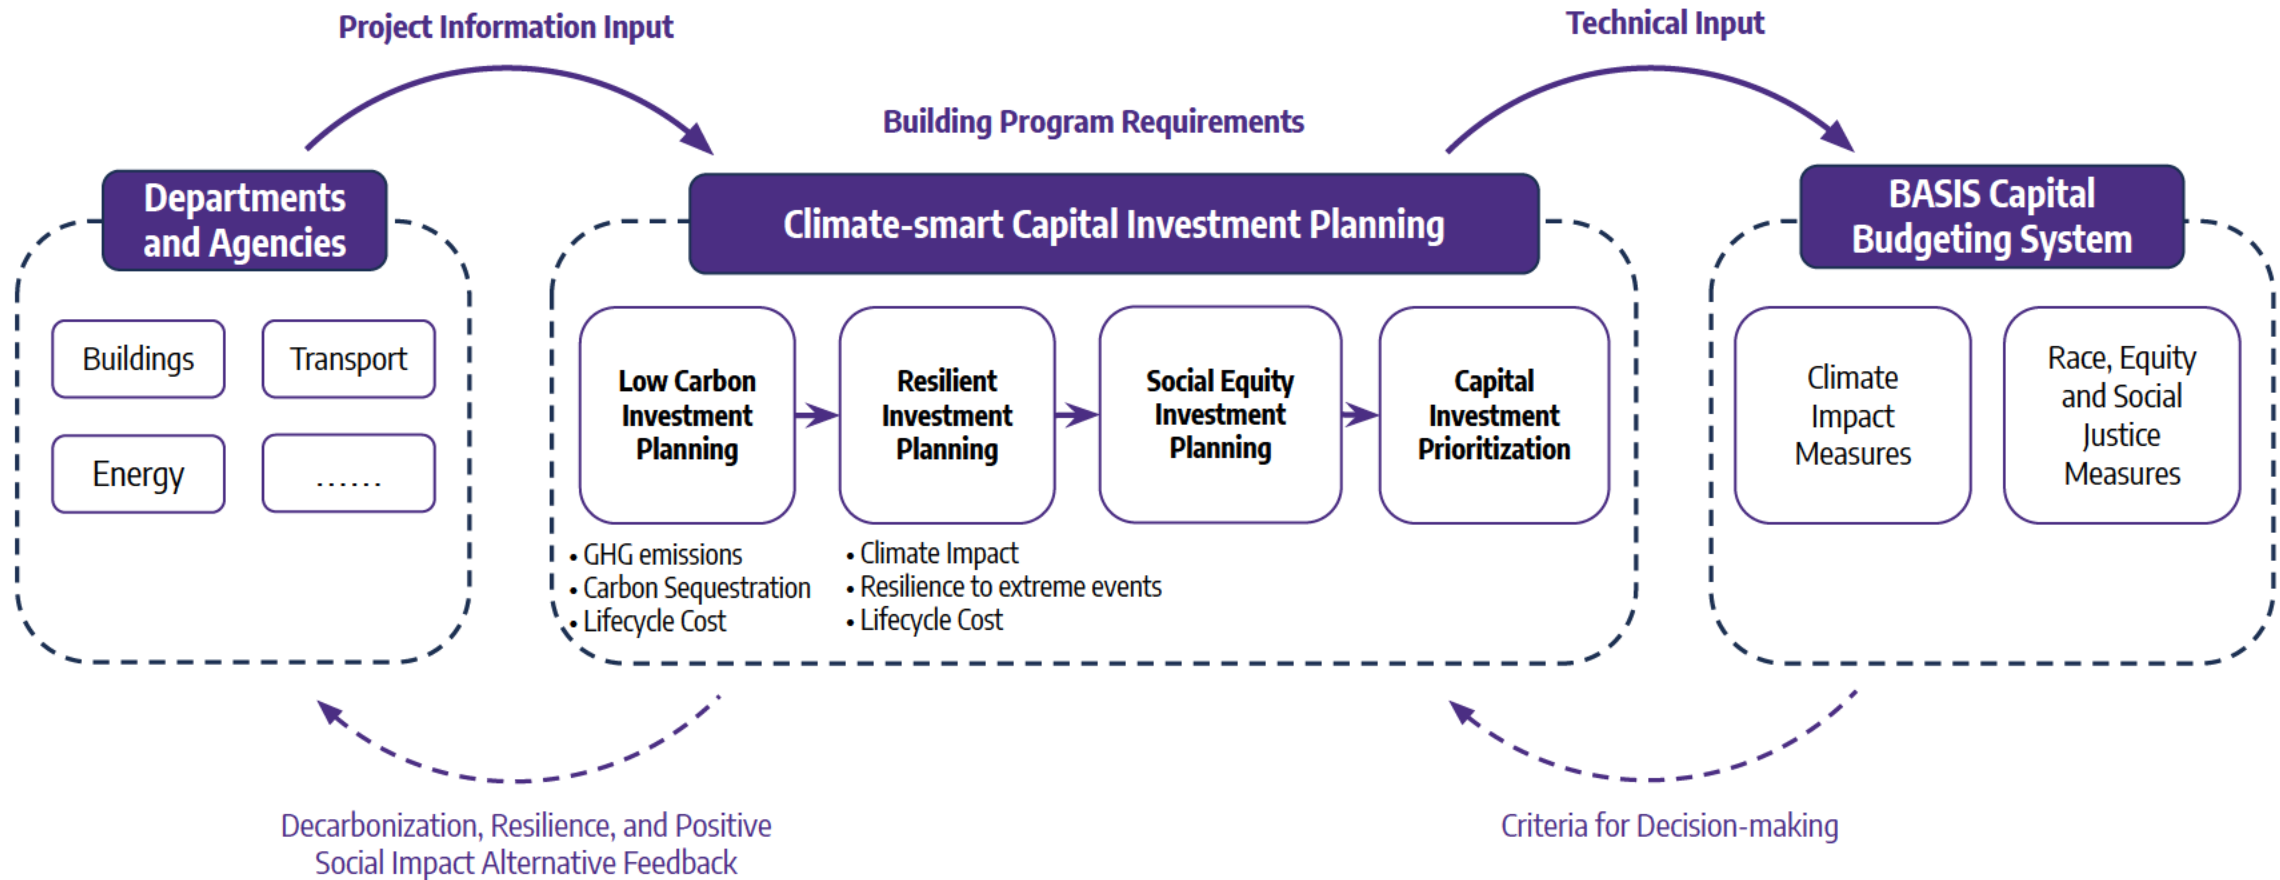 Project Information Input
Technical Input
Building Program Requirements
Departments
and Agencies
Climate-smart Capital Investment Planning
BASIS Capital
Budgeting System
Buildings
Transport
Energy
......
Low Carbon
Investment
Planning
Resilient
Investment
Planning
Social Equity
Investment
Planning
Capital
Investment
Prioritization
Climate
Impact
Measures
Race, Equity
and Social
Justice
Measures
• GHG emissions
• Carbon Sequestration
• Lifecycle Cost
• Climate Impact
• Resilience to extreme events
• Lifecycle Cost
Decarbonization, Resilience, and Positive
Social Impact Alternative Feedback
Criteria for Decision-making